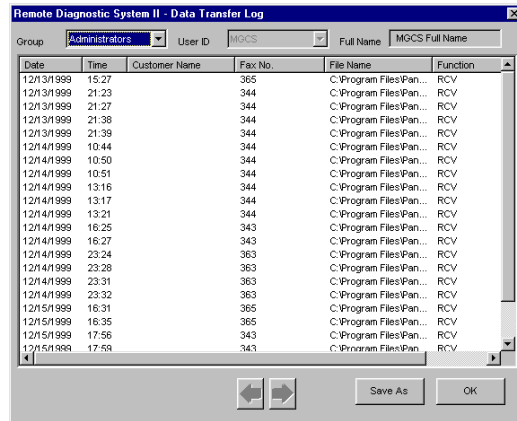 Remote Diagnostic System II - Data Transfer Log
Group Administrators User ID MGCS Full Name MGCS Full Name
Date Time Customer Name Fax No. File Name Function
12/13/1999 15:27 365 C:\Program Files\Pan... RCV
12/13/1999 21:23 344 C:\Program Files\Pan... RCV
12/13/1999 21:27 344 C:\Program Files\Pan... RCV
12/13/1999 21:38 344 C:\Program Files\Pan... RCV
12/13/1999 21:39 344 C:\Program Files\Pan... RCV
12/14/1999 10:44 344 C:\Program Files\Pan... RCV
12/14/1999 10:50 344 C:\Program Files\Pan... RCV
12/14/1999 10:51 344 C:\Program Files\Pan... RCV
12/14/1999 13:16 344 C:\Program Files\Pan... RCV
12/14/1999 13:17 344 C:\Program Files\Pan... RCV
12/14/1999 13:21 344 C:\Program Files\Pan... RCV
12/14/1999 16:25 343 C:\Program Files\Pan... RCV
12/14/1999 16:27 343 C:\Program Files\Pan... RCV
12/14/1999 23:24 363 C:\Program Files\Pan... RCV
12/14/1999 23:28 363 C:\Program Files\Pan... RCV
12/14/1999 23:31 363 C:\Program Files\Pan... RCV
12/14/1999 23:32 363 C:\Program Files\Pan... RCV
12/15/1999 16:31 365 C:\Program Files\Pan... RCV
12/15/1999 16:35 365 C:\Program Files\Pan... RCV
12/15/1999 17:56 343 C:\Program Files\Pan... RCV
12/15/1999 17:59 343 C:\Program Files\Pan... RCV
Save As OK